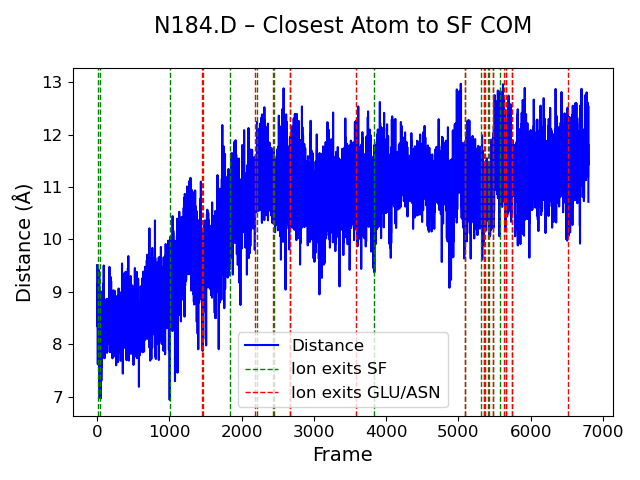 N184.D – Closest Atom to SF COM
13
12
11
10
9
8
7
Distance (Å)
Distance
Ion exits SF
Ion exits GLU/ASN
0 1000 2000 3000 4000 5000 6000 7000
Frame